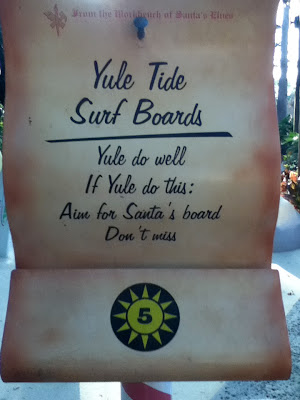 From the Workbench of Santa's Elves
Yule Tide
Surf Boards
Yule do well
If Yule do this:
Aim for Santa's board
Don't miss
5